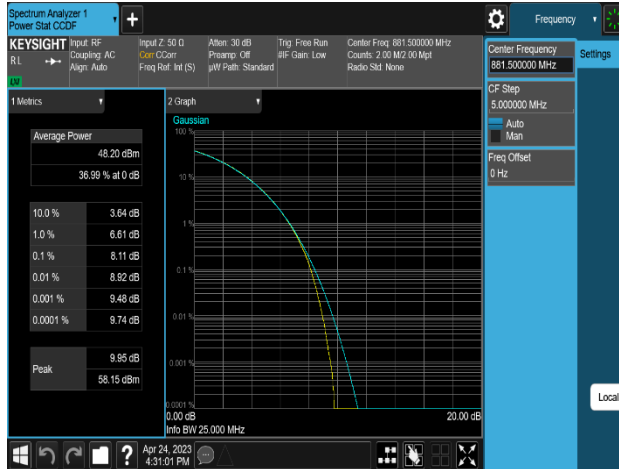 Spectrum Analyzer 1
Power Stat CCDF
Frequency
KEYSIGHT
RL
Input: RF
Coupling: AC
Align: Auto
Input Z: 50 Ω
Corr CCorr
Freq Ref: Int (S)
Atten: 30 dB
Preamp: Off
µW Path: Standard
Trig: Free Run
#IF Gain: Low
Center Freq: 881.500000 MHz
Counts: 2.00 M/2.00 Mpt
Radio Std: None
1 Metrics
Average Power
48.20 dBm
36.99 % at 0 dB
10.0 % 3.64 dB
1.0 % 6.61 dB
0.1 % 8.11 dB
0.01 % 8.92 dB
0.001 % 9.48 dB
0.0001 % 9.74 dB
Peak
9.95 dB
58.15 dBm
2 Graph
Gaussian
100 %
10 %
1 %
0.1 %
0.01 %
0.001 %
0.0001 %
0.00 dB
20.00 dB
Info BW 25.000 MHz
Center Frequency
881.500000 MHz
Settings
CF Step
5.000000 MHz
Auto
Man
Freq Offset
0 Hz
Local
Apr 24, 2023
4:31:01 PM